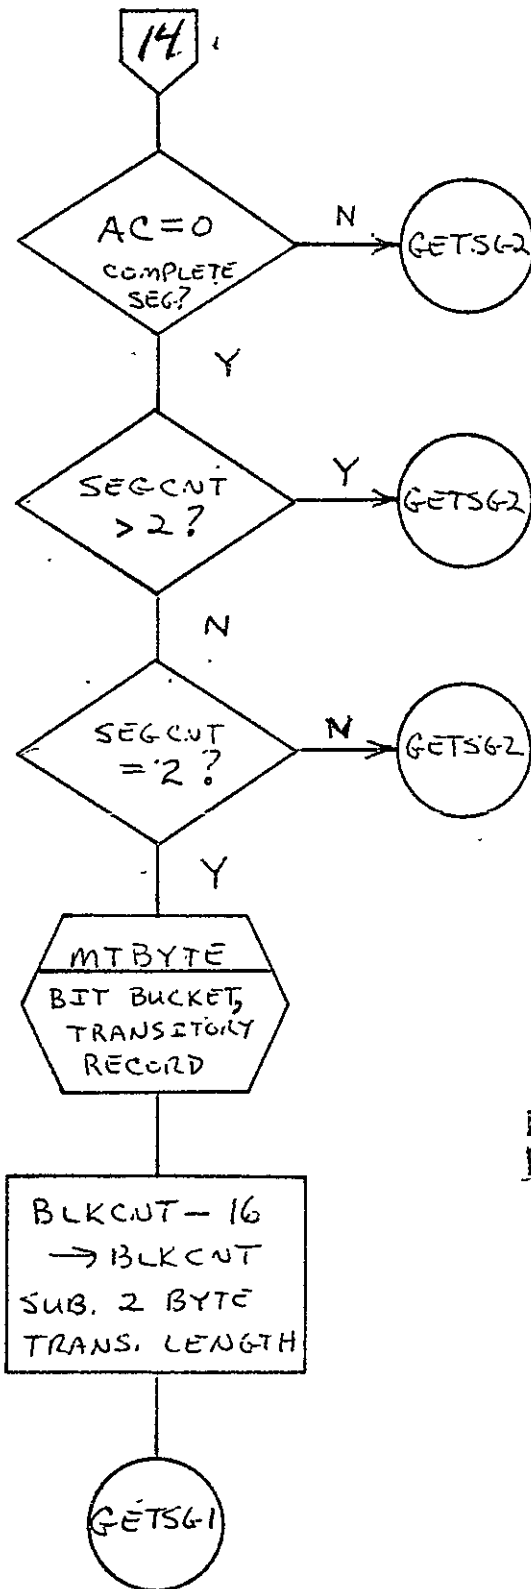 14
AC=0
COMPLETE
SEG?
N
GETSG2
Y
SEGCNT
> 2?
Y
GETSG2
N
SEGCNT
= 2?
N
GETSG2
Y
MTBYTE
BIT BUCKET,
TRANSITORY
RECORD
BLKCNT - 16
→ BLKCNT
SUB. 2 BYTE
TRANS. LENGTH
GETSG1